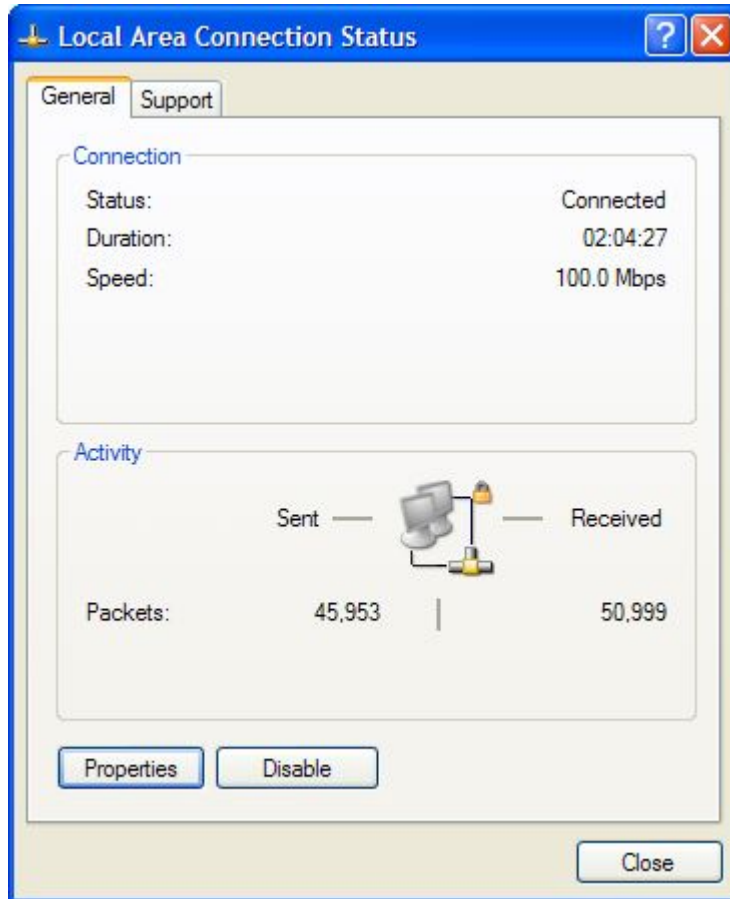 Local Area Connection Status
General Support
Connection
Status: Connected
Duration: 02:04:27
Speed: 100.0 Mbps
Activity
Sent Received
Packets: 45,953 50,999
Properties Disable
Close